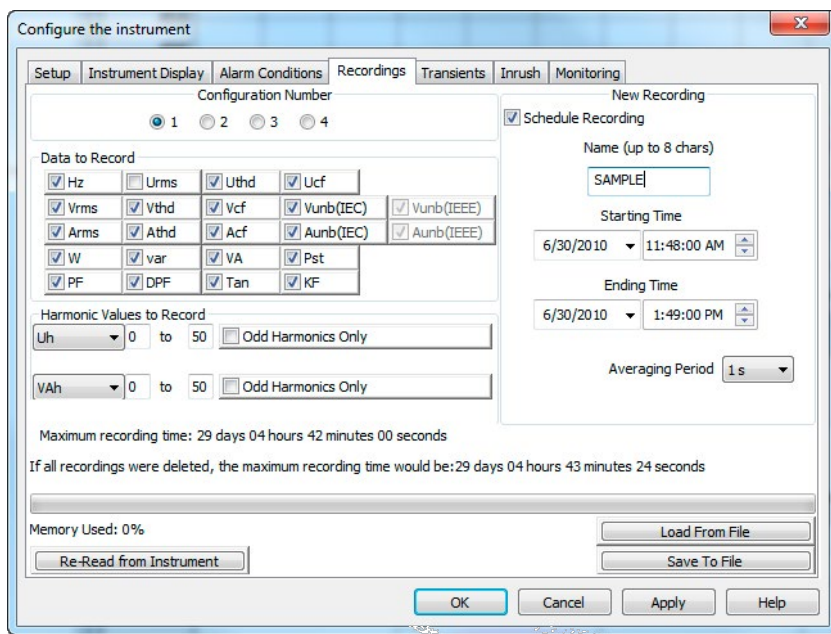 Configure the instrument
Setup Instrument Display Alarm Conditions Recordings Transients Inrush Monitoring
Configuration Number
1 2 3 4
Data to Record
Hz Urms Uthd Ucf
Vrms Vthd Vcf Vunb(IEC) Vunb(IEEE)
Arms Athd Acf Aunb(IEC) Aunb(IEEE)
W var VA Pst
PF DPF Tan KF
Harmonic Values to Record
Uh 0 to 50 Odd Harmonics Only
VAh 0 to 50 Odd Harmonics Only
New Recording
Schedule Recording
Name (up to 8 chars)
SAMPLE
Starting Time
6/30/2010 11:48:00 AM
Ending Time
6/30/2010 1:49:00 PM
Averaging Period 1 s
Maximum recording time: 29 days 04 hours 42 minutes 00 seconds
If all recordings were deleted, the maximum recording time would be:29 days 04 hours 43 minutes 24 seconds
Memory Used: 0%
Load From File
Re-Read from Instrument
Save To File
OK Cancel Apply Help